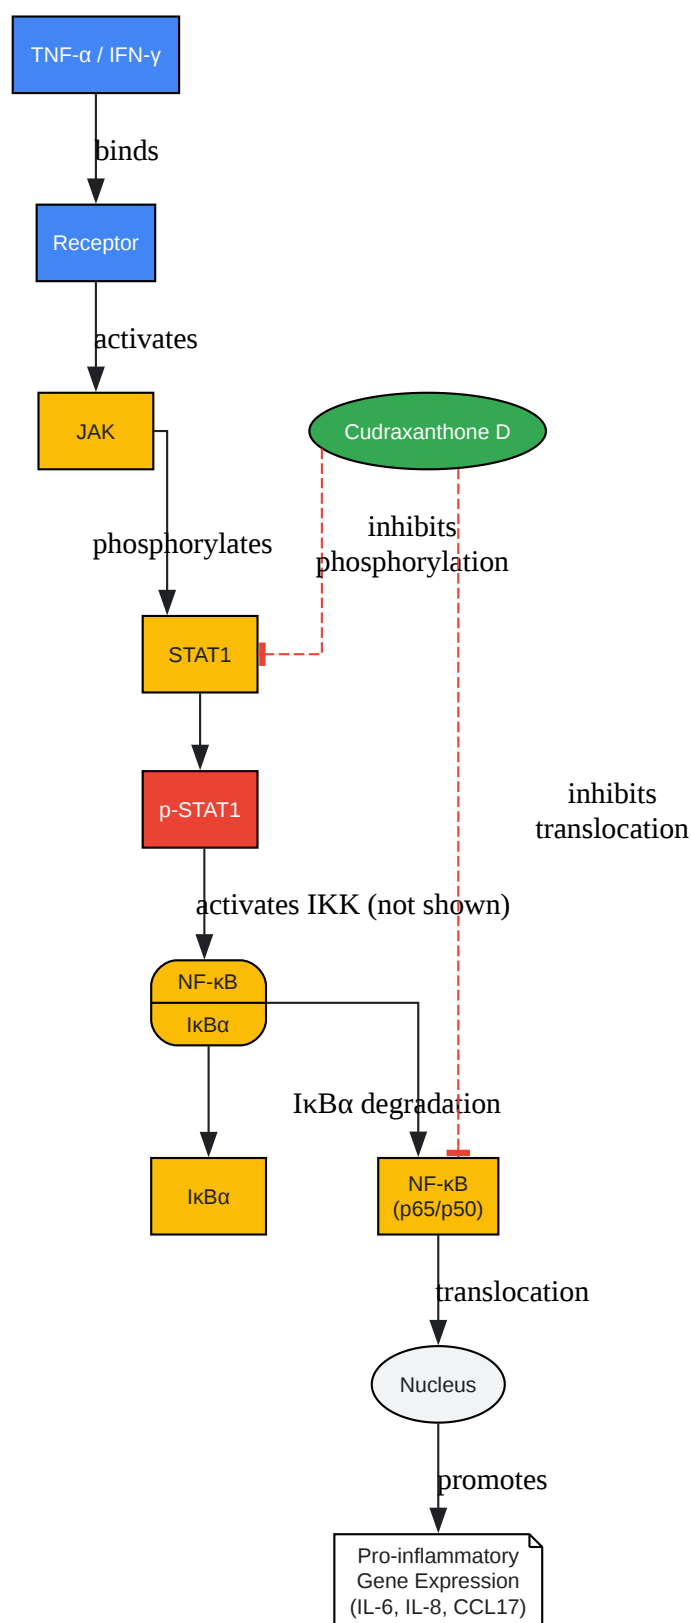 TNF-α / IFN-γ
binds
Receptor
activates
JAK
Cudraxanthone D
phosphorylates
inhibits
phosphorylation
STAT1
p-STAT1
inhibits
translocation
activates IKK (not shown)
NF-κB
IκBα
IκBα degradation
IκBα
NF-κB
(p65/p50)
translocation
Nucleus
promotes
Pro-inflammatory
Gene Expression
(IL-6, IL-8, CCL17)